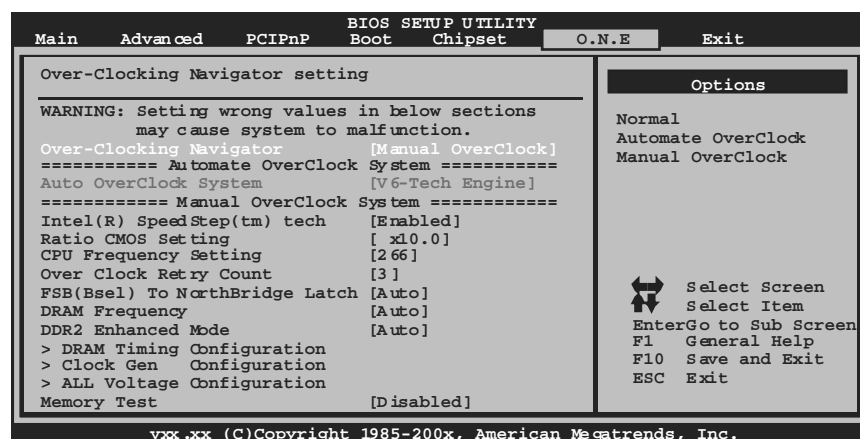 BIOS SETUP UTILITY
Main Advanced PCIPnP Boot Chipset O.N.E Exit
Over-Clocking Navigator setting
WARNING: Setting wrong values in below sections
may cause system to malfunction.
Over-Clocking Navigator [Manual OverClock]
=========== Automate OverClock System ===========
Auto OverClock System [V6-Tech Engine]
============ Manual OverClock System ============
Intel(R) SpeedStep(tm) tech [Enabled]
Ratio CMOS Setting [ x10.0]
CPU Frequency Setting [266]
Over Clock Retry Count [3]
FSB(Bsel) To NorthBridge Latch [Auto]
DRAM Frequency [Auto]
DDR2 Enhanced Mode [Auto]
> DRAM Timing Configuration
> Clock Gen Configuration
> ALL Voltage Configuration
Memory Test [Disabled]
Options
Normal
Automate OverClock
Manual OverClock
Select Screen
Select Item
EnterGo to Sub Screen
F1 General Help
F10 Save and Exit
ESC Exit
vxx.xx (C)Copyright 1985-200x, American Megatrends, Inc.